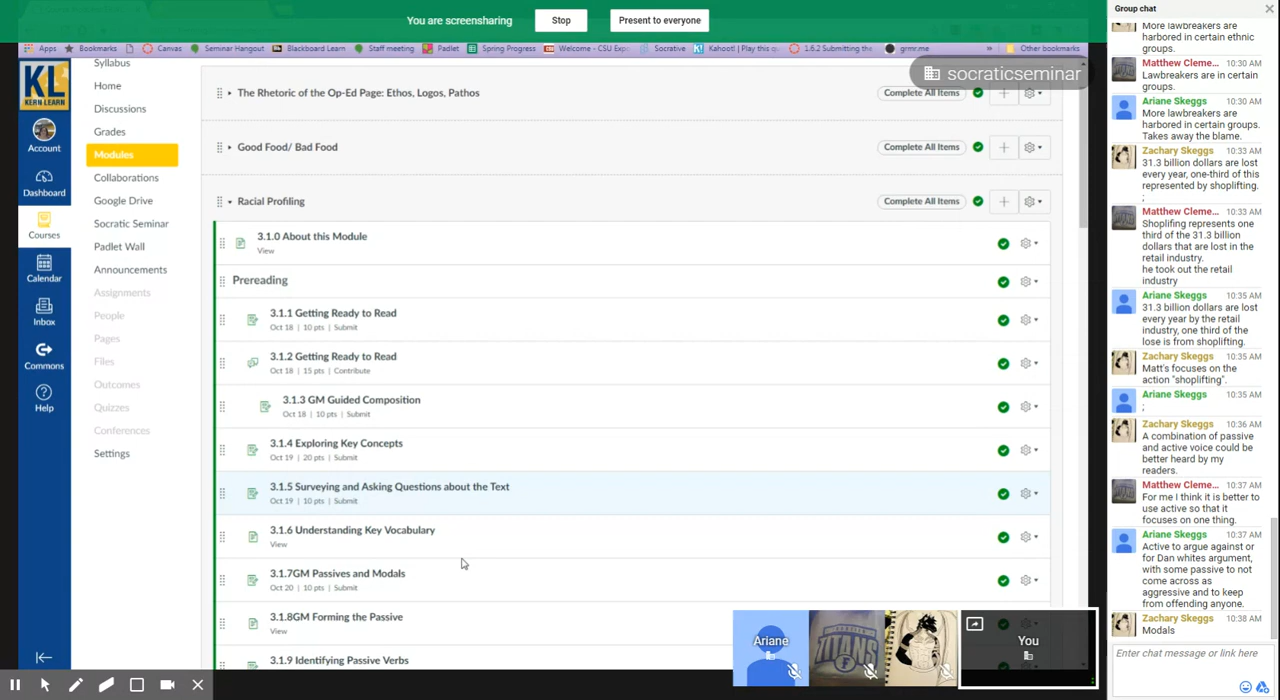 You are screensharing
Stop
Present to everyone
Apps
Bookmarks
Canvas
Seminar Hangout
Blackboard Learn
Staff meeting
Padlet
Spring Progress
Welcome - CSU Exp
Socrative
Kahoot! | Play this qu
1.6.2 Submitting the
grmr.me
»
Other bookmarks
socraticseminar
KL
KERN LEARN
Account
Dashboard
Courses
Calendar
Inbox
Commons
Help
Syllabus
Home
Discussions
Grades
Modules
Collaborations
Google Drive
Socratic Seminar
Padlet Wall
Announcements
Assignments
People
Pages
Files
Outcomes
Quizzes
Conferences
Settings
The Rhetoric of the Op-Ed Page: Ethos, Logos, Pathos
Complete All Items
Good Food/ Bad Food
Complete All Items
Racial Profiling
Complete All Items
3.1.0 About this Module
View
Prereading
3.1.1 Getting Ready to Read
Oct 18 | 10 pts | Submit
3.1.2 Getting Ready to Read
Oct 18 | 15 pts | Contribute
3.1.3 GM Guided Composition
Oct 18 | 10 pts | Submit
3.1.4 Exploring Key Concepts
Oct 19 | 20 pts | Submit
3.1.5 Surveying and Asking Questions about the Text
Oct 19 | 10 pts | Submit
3.1.6 Understanding Key Vocabulary
View
3.1.7GM Passives and Modals
Oct 20 | 10 pts | Submit
3.1.8GM Forming the Passive
View
3.1.9 Identifying Passive Verbs
Ariane
TITANS
You
Group chat
More lawbreakers are
harbored in certain ethnic
groups.
Matthew Cleme... 10:30 AM
Lawbreakers are in certain
groups.
Ariane Skeggs 10:30 AM
More lawbreakers are
harbored in certain groups.
Takes away the blame.
Zachary Skeggs 10:33 AM
31.3 billion dollars are lost
every year, one-third of this
represented by shoplifting.
;
Matthew Cleme... 10:33 AM
Shoplifing represents one
third of the 31.3 billion
dollars that are lost in the
retail industry.
he took out the retail
industry
Ariane Skeggs 10:35 AM
31.3 billion dollars are lost
every year by the retail
industry, one third of the
lose is from shoplifting.
Zachary Skeggs 10:35 AM
Matt's focuses on the
action "shoplifting".
Ariane Skeggs 10:35 AM
;
Zachary Skeggs 10:36 AM
A combination of passive
and active voice could be
better heard by my
readers.
Matthew Cleme... 10:37 AM
For me I think it is better to
use active so that it
focuses on one thing.
Ariane Skeggs 10:37 AM
Active to argue against or
for Dan whites argument,
with some passive to not
come across as
aggressive and to keep
from offending anyone.
Zachary Skeggs 10:38 AM
Modals
Enter chat message or link here